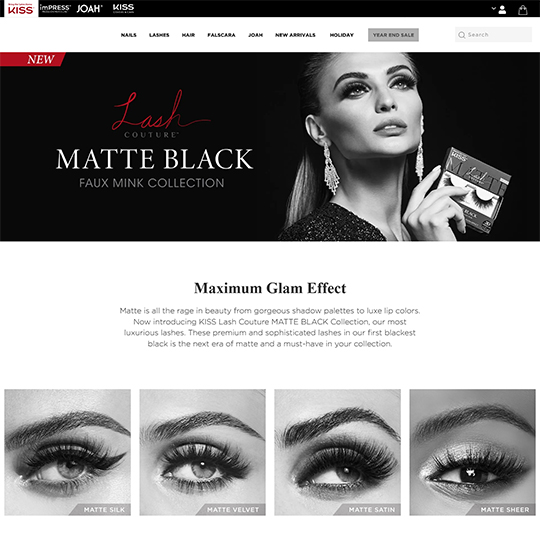 KISS imPRESS JOAH KISS
NAILS LASHES HAIR FALSCARA JOAH NEW ARRIVALS HOLIDAY YEAR END SALE Search
NEW
Lash
COUTURE™
MATTE BLACK
FAUX MINK COLLECTION
KISS
Lash
BLACK
Maximum Glam Effect
Matte is all the rage in beauty from gorgeous shadow palettes to luxe lip colors.
Now introducing KISS Lash Couture MATTE BLACK Collection, our most
luxurious lashes. These premium and sophisticated lashes in our first blackest
black is the next era of matte and a must-have in your collection.
MATTE SILK MATTE VELVET MATTE SATIN MATTE SHEER